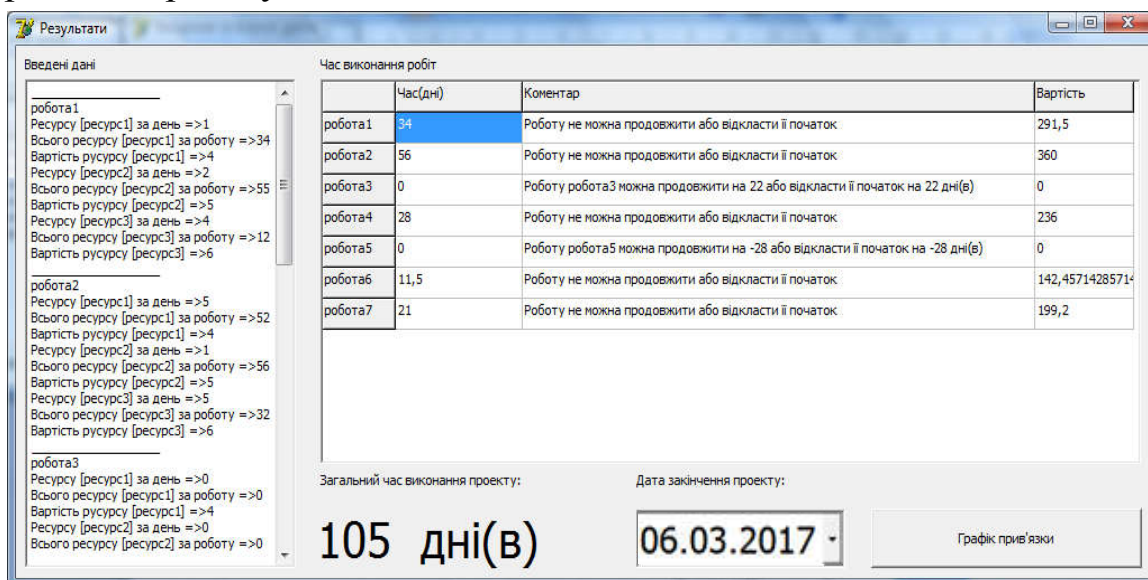 Результати
Введені дані
робота1
Ресурсу [ресурс1] за день =>1
Всього ресурсу [ресурс1] за роботу =>34
Вартість русурсу [ресурс1] =>4
Ресурсу [ресурс2] за день =>2
Всього ресурсу [ресурс2] за роботу =>55
Вартість русурсу [ресурс2] =>5
Ресурсу [ресурс3] за день =>4
Всього ресурсу [ресурс3] за роботу =>12
Вартість русурсу [ресурс3] =>6
робота2
Ресурсу [ресурс1] за день =>5
Всього ресурсу [ресурс1] за роботу =>52
Вартість русурсу [ресурс1] =>4
Ресурсу [ресурс2] за день =>1
Всього ресурсу [ресурс2] за роботу =>56
Вартість русурсу [ресурс2] =>5
Ресурсу [ресурс3] за день =>5
Всього ресурсу [ресурс3] за роботу =>32
Вартість русурсу [ресурс3] =>6
робота3
Ресурсу [ресурс1] за день =>0
Всього ресурсу [ресурс1] за роботу =>0
Вартість русурсу [ресурс1] =>4
Ресурсу [ресурс2] за день =>0
Всього ресурсу [ресурс2] за роботу =>0
Час виконання робіт
Час(дні) Коментар Вартість
робота1 34 Роботу не можна продовжити або відкласти її початок 291,5
робота2 56 Роботу не можна продовжити або відкласти її початок 360
робота3 0 Роботу робота3 можна продовжити на 22 або відкласти її початок на 22 дні(в) 0
робота4 28 Роботу не можна продовжити або відкласти її початок 236
робота5 0 Роботу робота5 можна продовжити на -28 або відкласти її початок на -28 дні(в) 0
робота6 11,5 Роботу не можна продовжити або відкласти її початок 142,45714285714
робота7 21 Роботу не можна продовжити або відкласти її початок 199,2
Загальний час виконання проекту: Дата закінчення проекту:
105 дні(в) 06.03.2017 Графік прив'язки